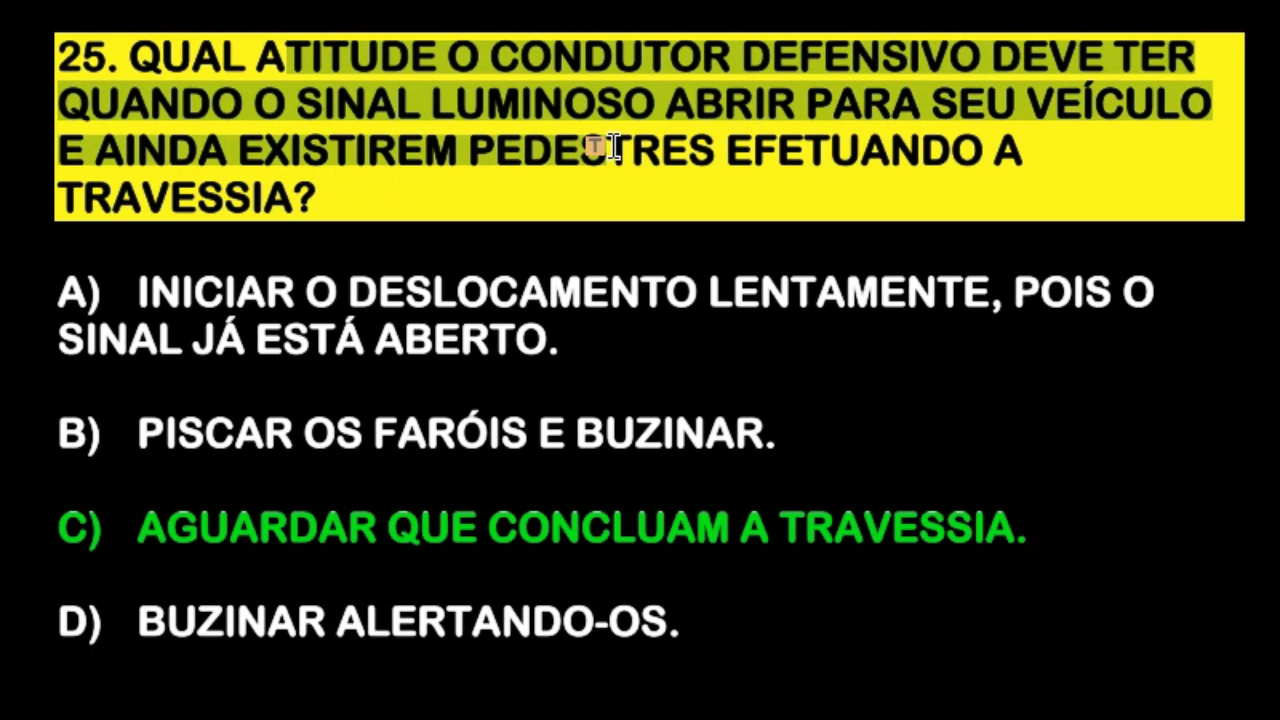 25. QUAL ATITUDE O CONDUTOR DEFENSIVO DEVE TER
QUANDO O SINAL LUMINOSO ABRIR PARA SEU VEÍCULO
E AINDA EXISTIREM PEDESTRES EFETUANDO A
TRAVESSIA?
A) INICIAR O DESLOCAMENTO LENTAMENTE, POIS O
SINAL JÁ ESTÁ ABERTO.
B) PISCAR OS FARÓIS E BUZINAR.
C) AGUARDAR QUE CONCLUAM A TRAVESSIA.
D) BUZINAR ALERTANDO-OS.